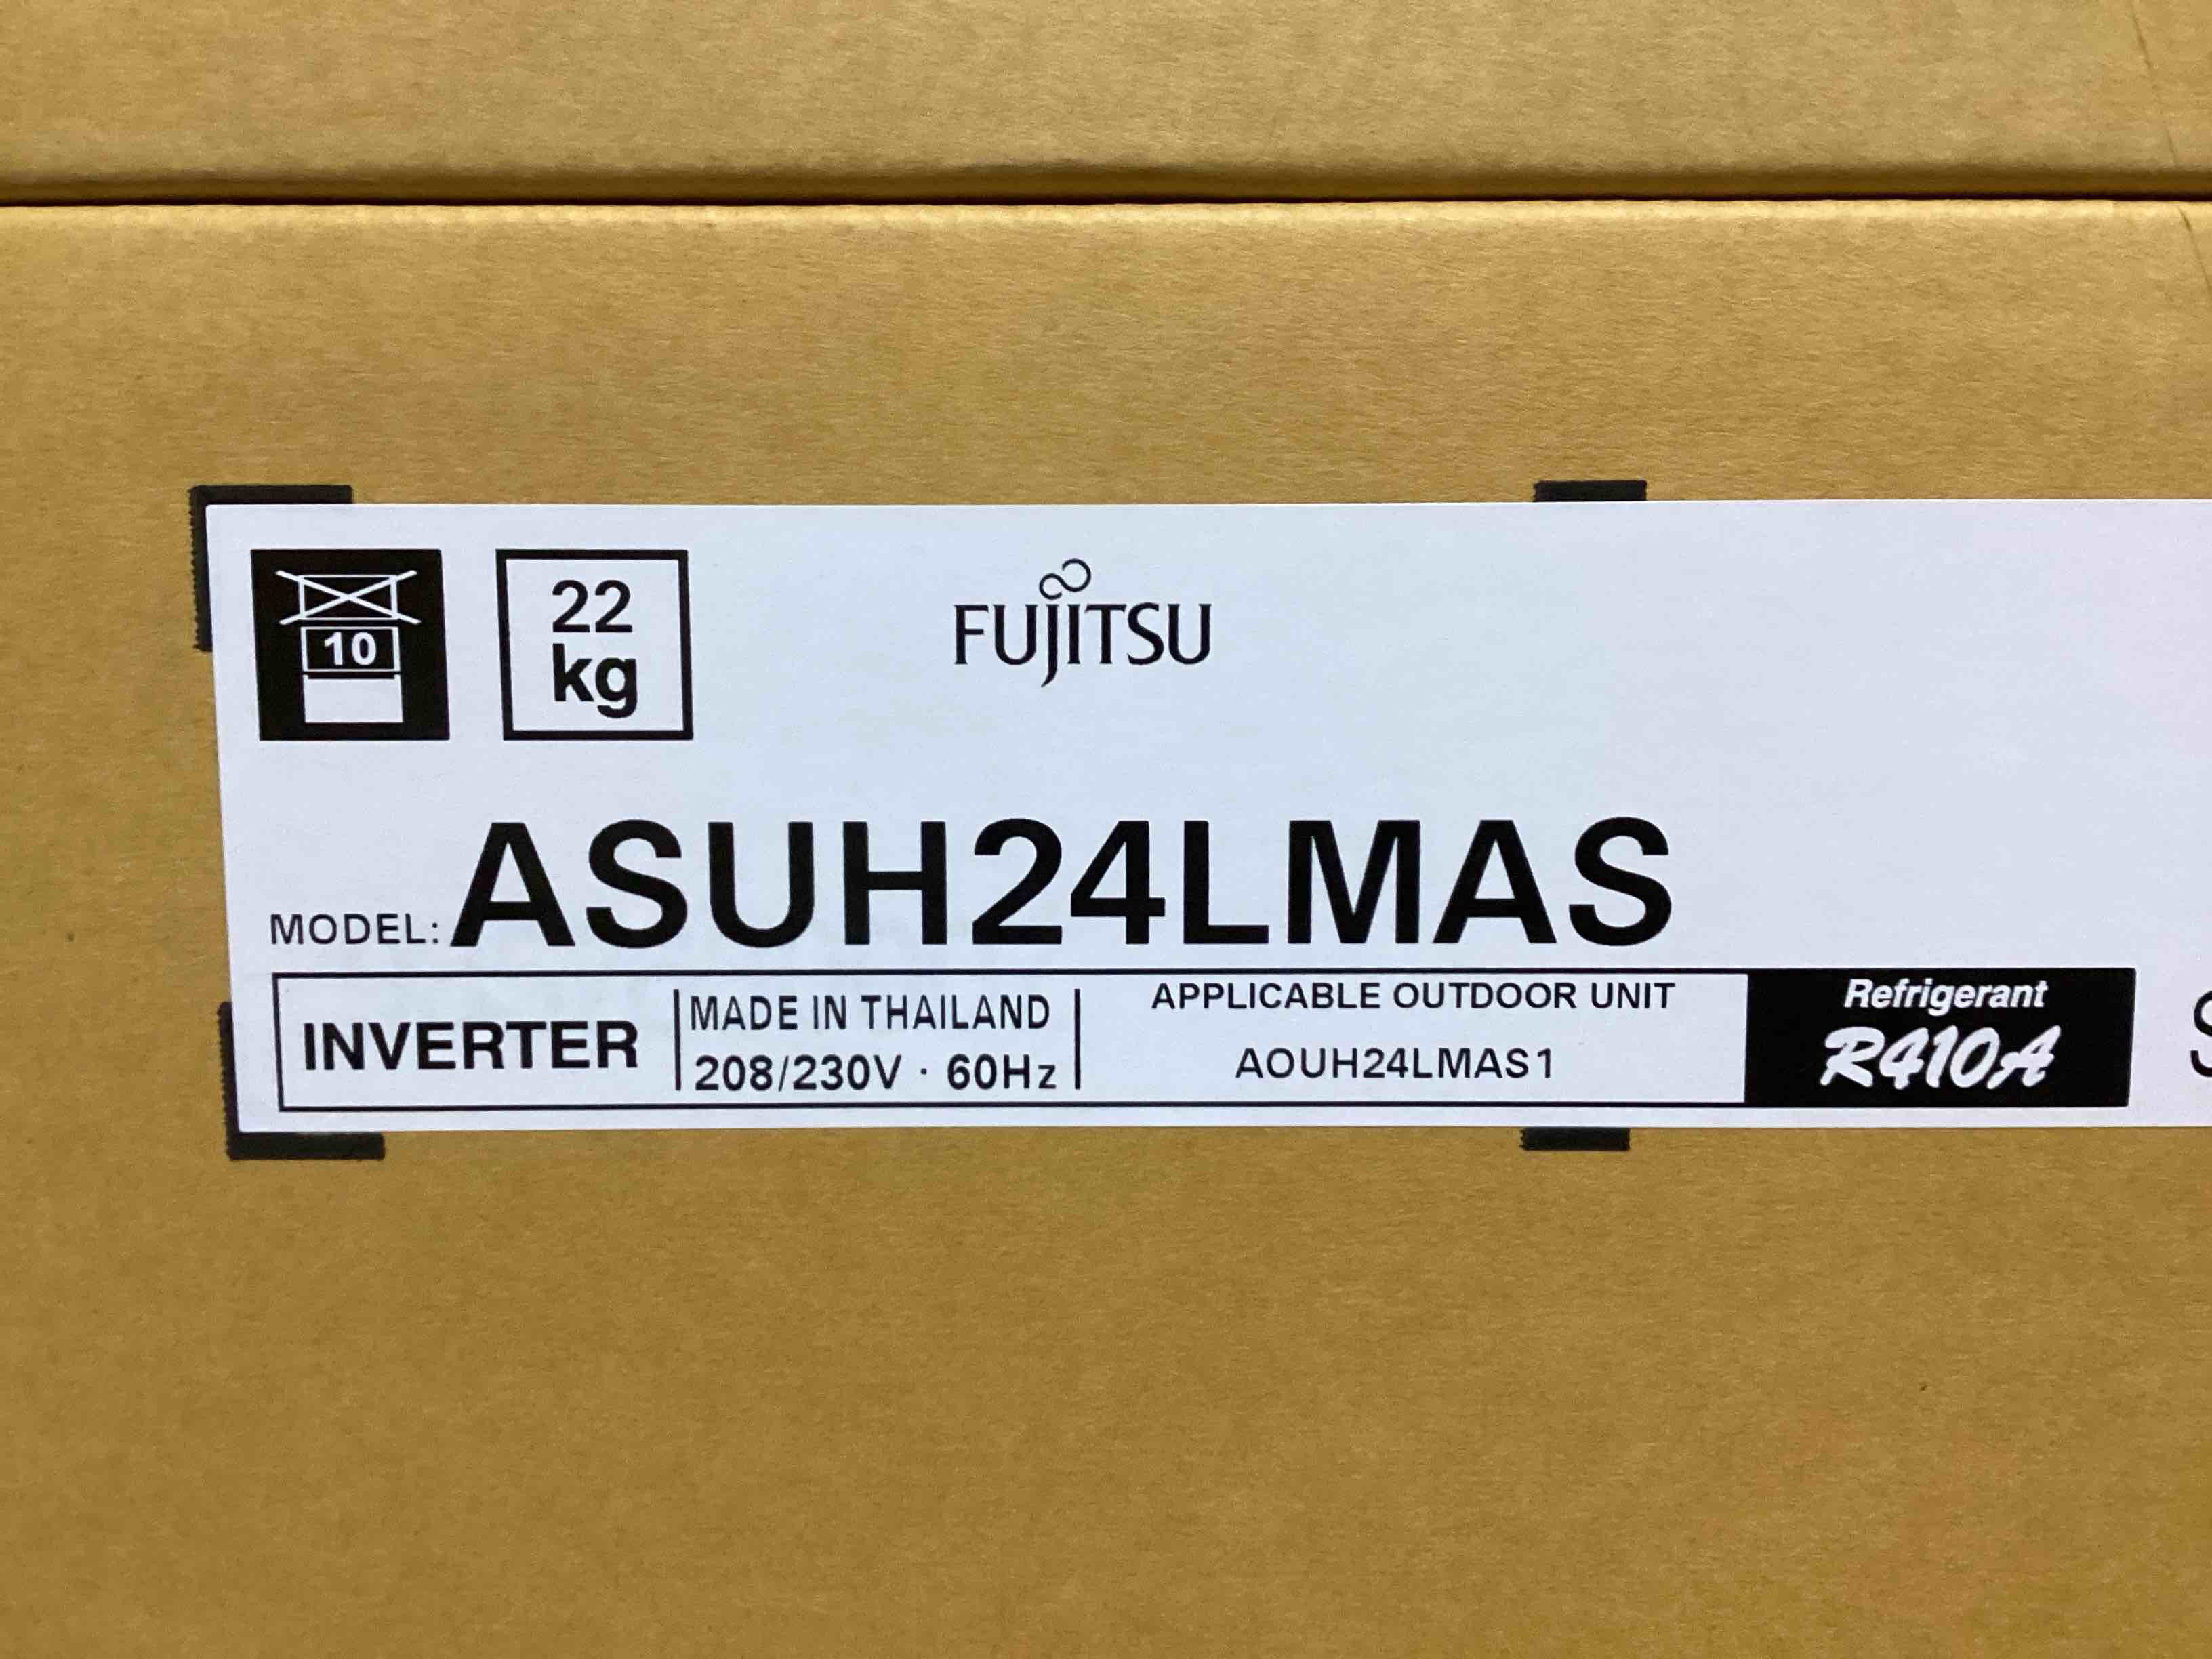 10
22
kg
FUJITSU
MODEL: ASUH24LMAS
INVERTER
MADE IN THAILAND
208/230V · 60Hz
APPLICABLE OUTDOOR UNIT
AOUH24LMAS1
Refrigerant
R410A